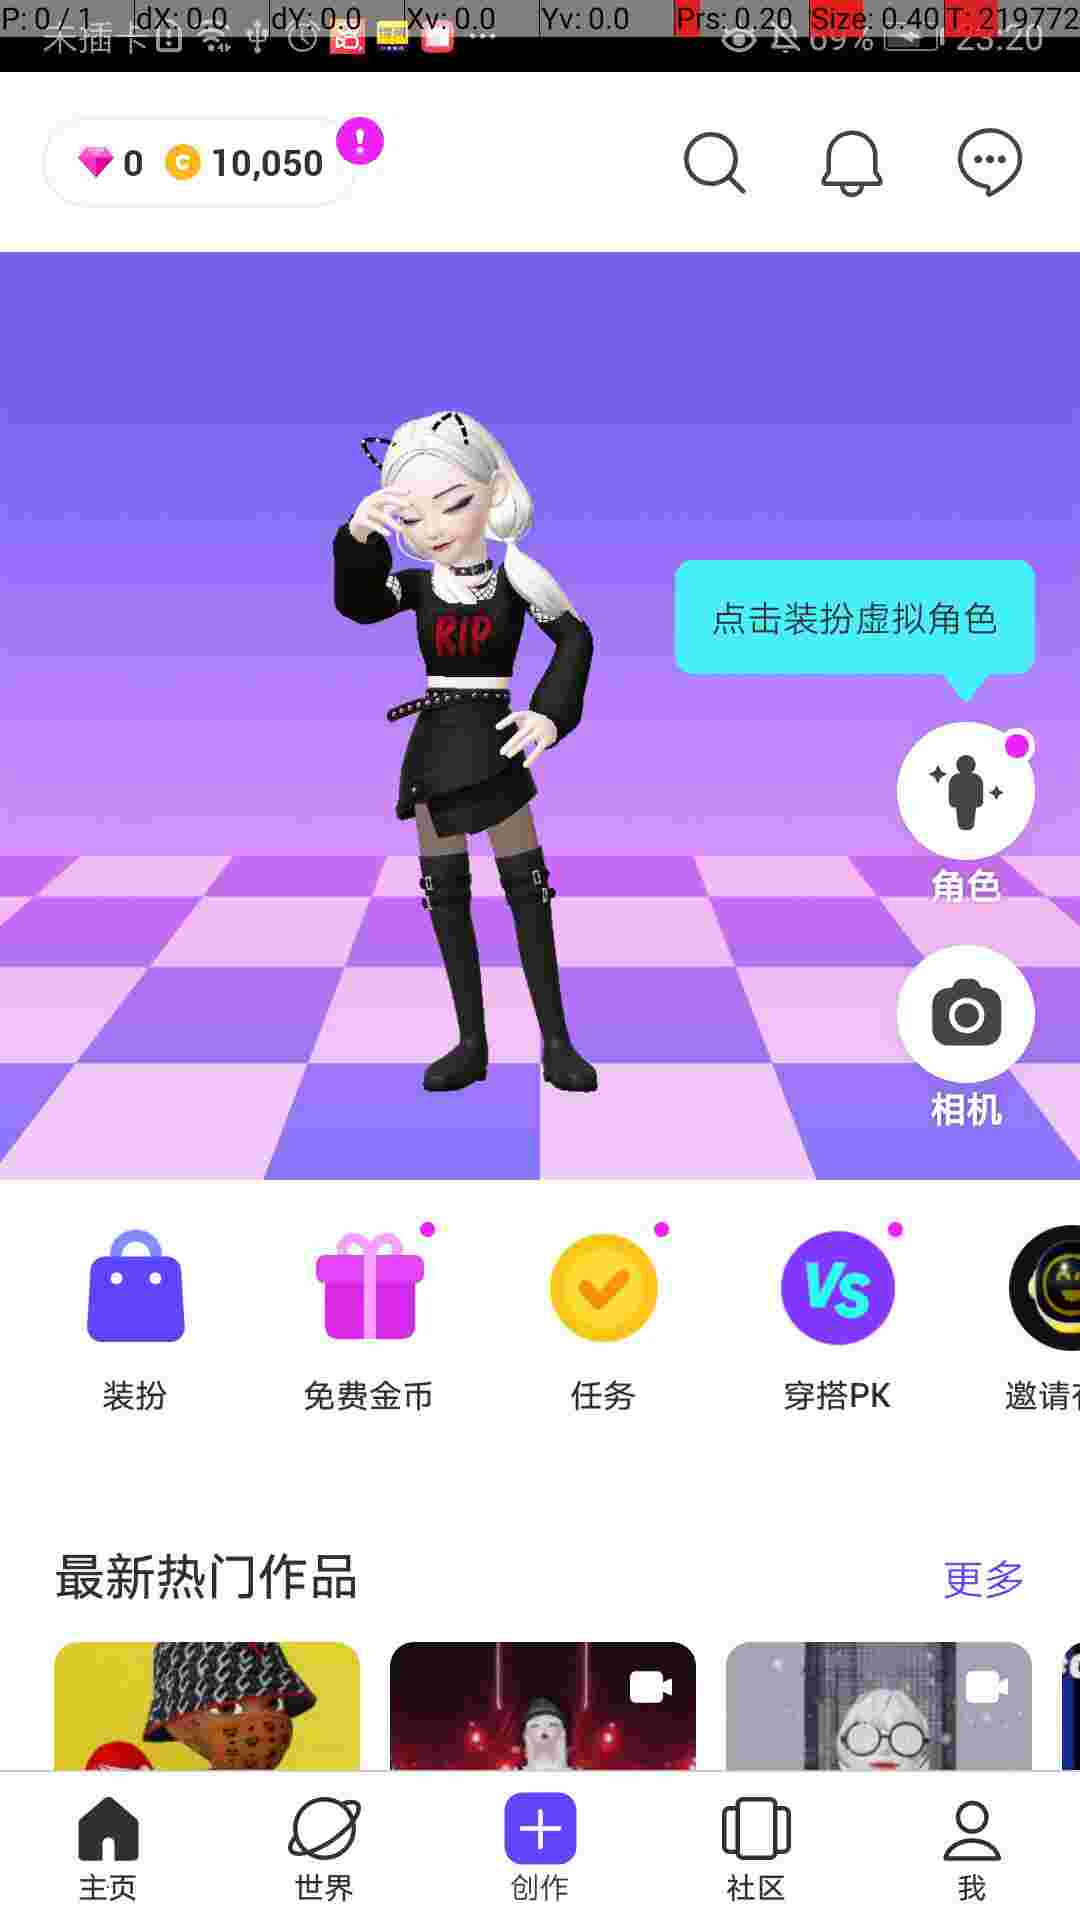 P: 0 / 1 dX: 0.0 dY: 0.0 Xv: 0.0 Yv: 0.0 Prs: 0.20 Size: 0.40 T: 219772
未插卡 69% 23:20
0 10,050
RIP
点击装扮虚拟角色
角色
相机
VS
装扮 免费金币 任务 穿搭PK 邀请
最新热门作品 更多
主页 世界 创作 社区 我